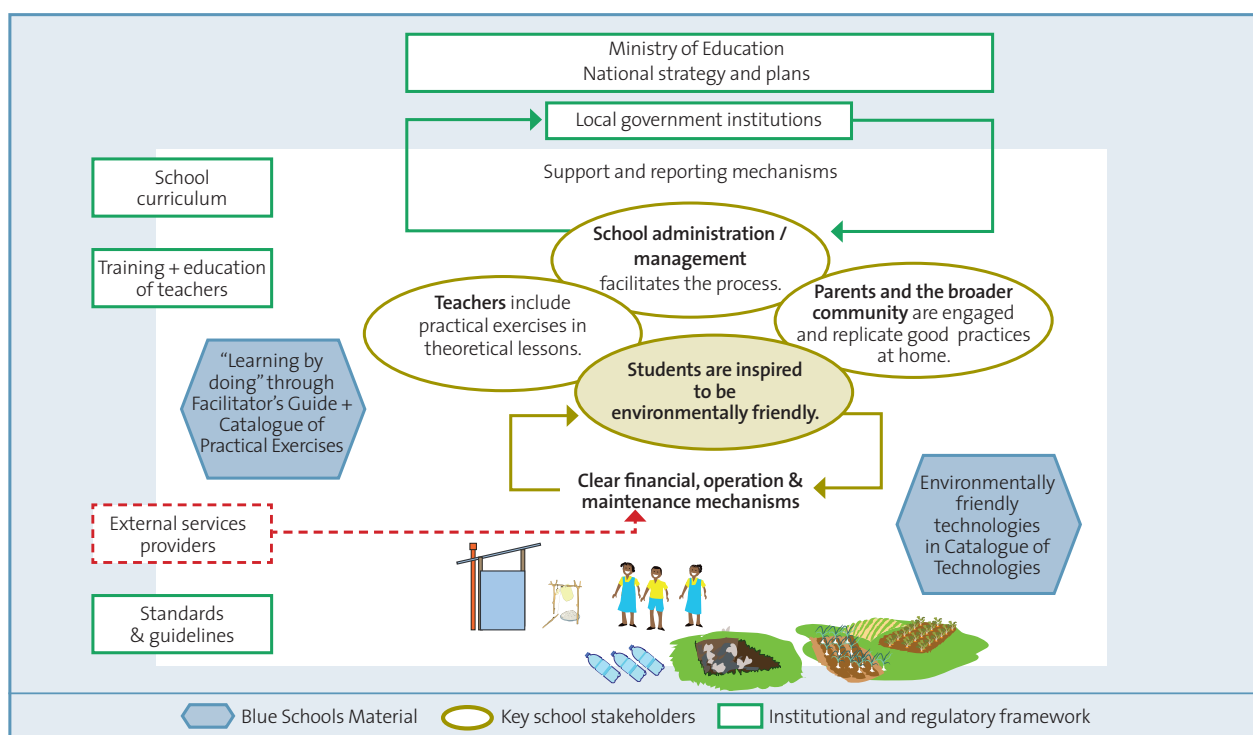 Ministry of Education
National strategy and plans
Local government institutions
Support and reporting mechanisms
School
curriculum
School administration /
management
facilitates the process.
Training + education
of teachers
Teachers include
practical exercises in
theoretical lessons.
Parents and the broader
community are engaged
and replicate good practices
at home.
Students are inspired
to be
environmentally friendly.
"Learning by
doing" through
Facilitator's Guide +
Catalogue of
Practical Exercises
Clear financial, operation &
maintenance mechanisms
Environmentally
friendly
technologies
in Catalogue of
Technologies
External services
providers
Standards
& guidelines
Blue Schools Material
Key school stakeholders
Institutional and regulatory framework